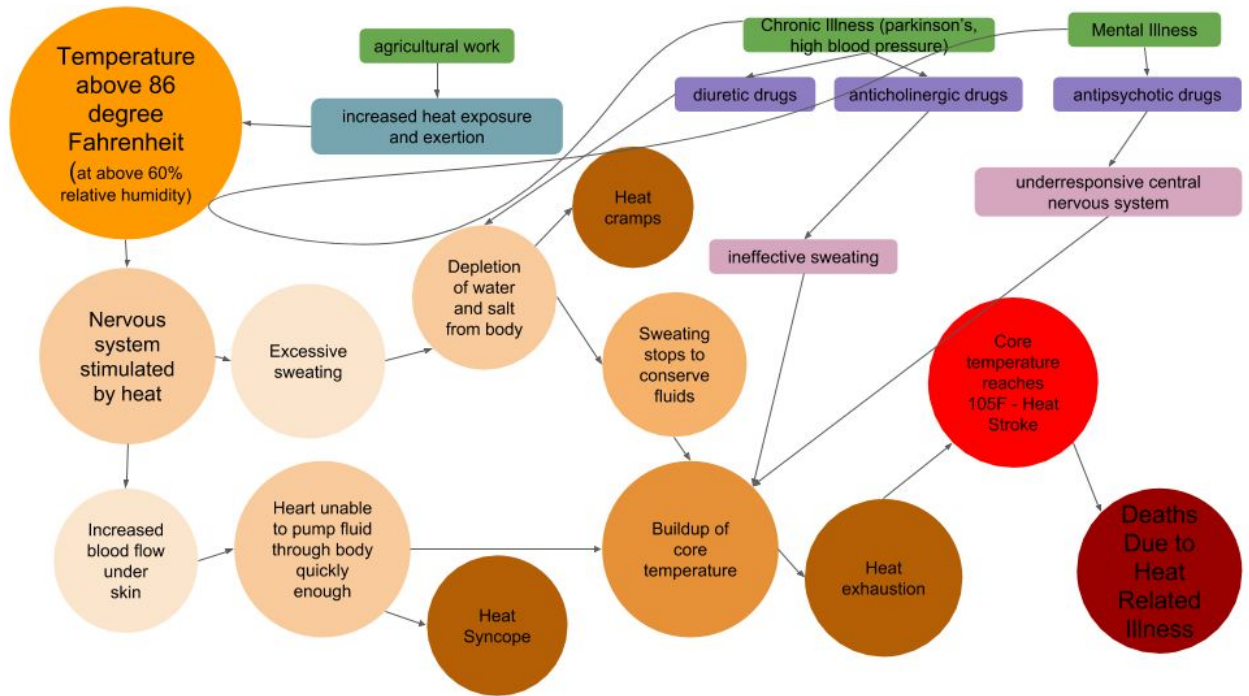 Temperature
above 86
degree
Fahrenheit
(at above 60%
relative humidity)
agricultural work
increased heat exposure
and exertion
Chronic Illness (parkinson's,
high blood pressure)
Mental Illness
diuretic drugs
anticholinergic drugs
antipsychotic drugs
Heat
cramps
underresponsive central
nervous system
ineffective sweating
Nervous
system
stimulated
by heat
Excessive
sweating
Depletion
of water
and salt
from body
Sweating
stops to
conserve
fluids
Core
temperature
reaches
105F - Heat
Stroke
Increased
blood flow
under
skin
Heart unable
to pump fluid
through body
quickly
enough
Heat
Syncope
Buildup of
core
temperature
Heat
exhaustion
Deaths
Due to
Heat
Related
Illness